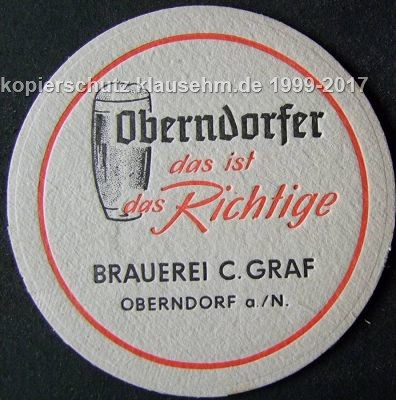 kopierschutz klausehm.de 1999-2017
Oberndorfer
das ist
das Richtige
BRAUEREI C. GRAF
OBERNDORF a./N.